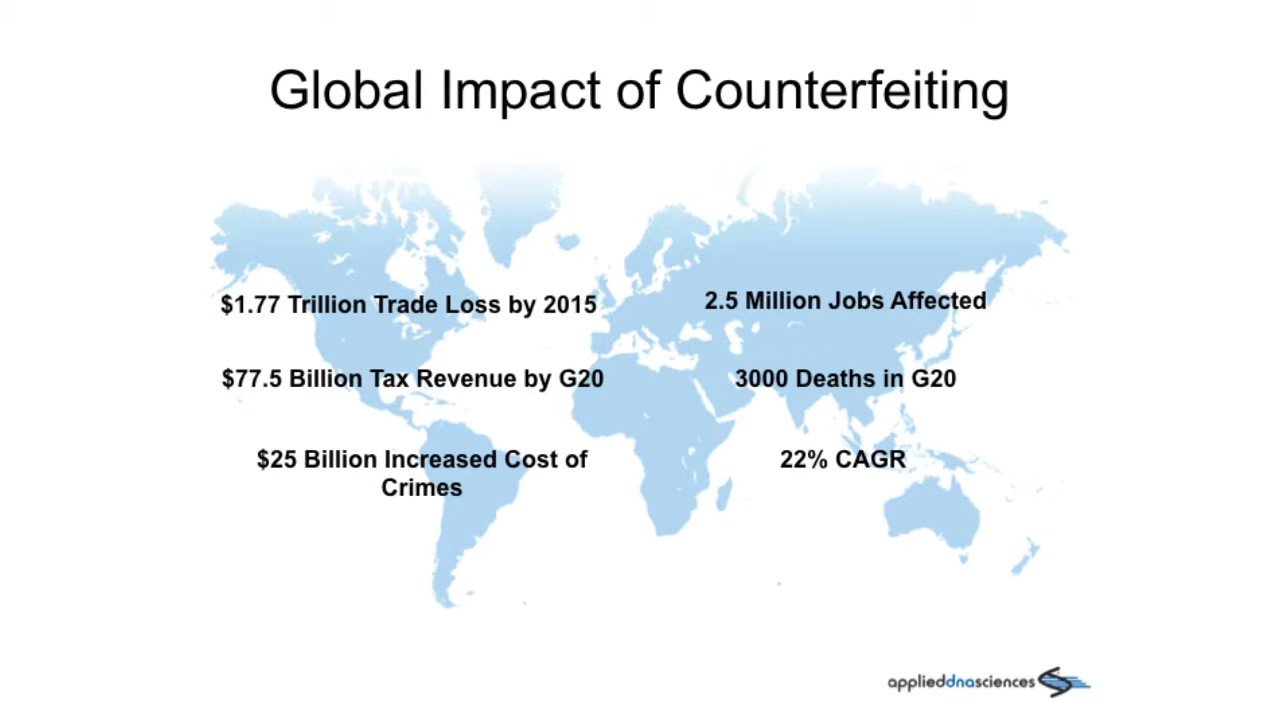 Global Impact of Counterfeiting
$1.77 Trillion Trade Loss by 2015
2.5 Million Jobs Affected
$77.5 Billion Tax Revenue by G20
3000 Deaths in G20
$25 Billion Increased Cost of
Crimes
22% CAGR
applieddnasciences